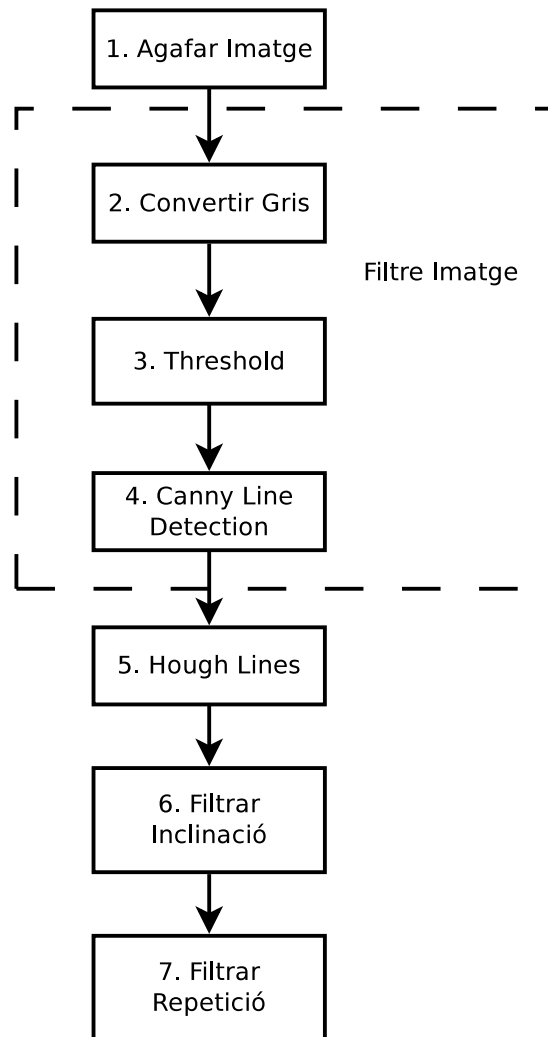 1. Agafar Imatge
2. Convertir Gris
Filtre Imatge
3. Threshold
4. Canny Line
Detection
5. Hough Lines
6. Filtrar
Inclinació
7. Filtrar
Repetició